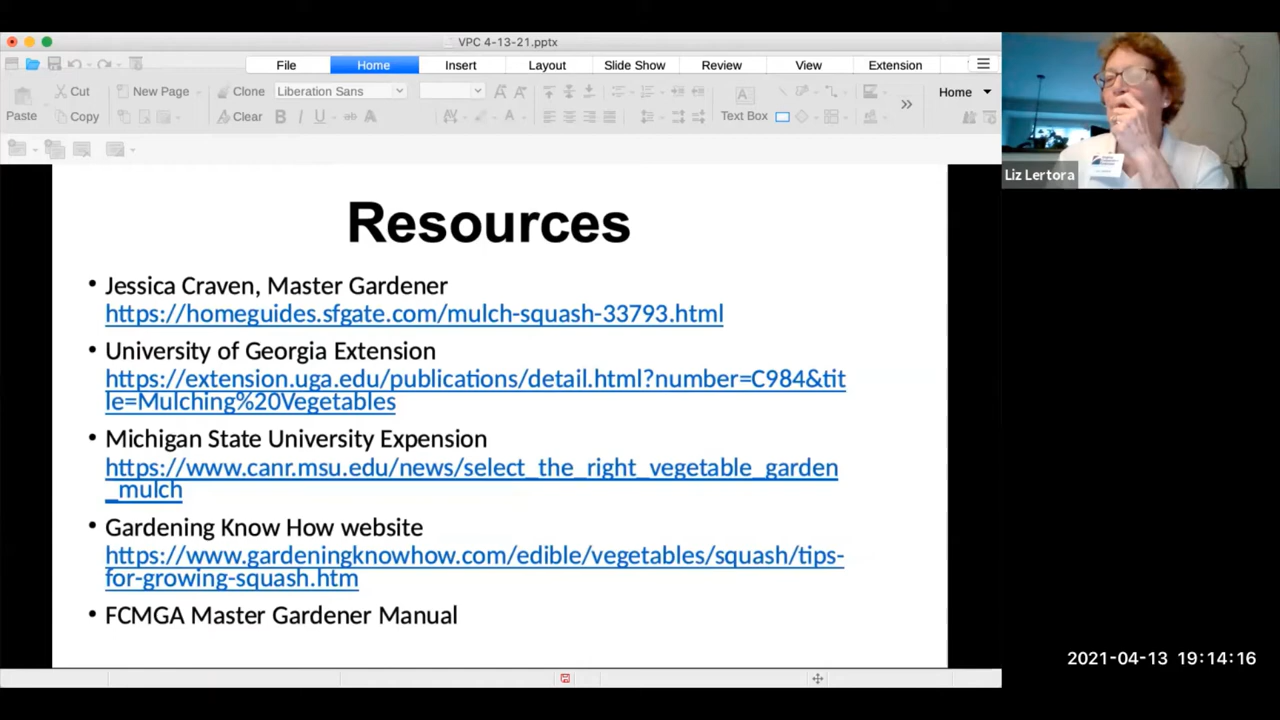 VPC 4-13-21.pptx
File Home Insert Layout Slide Show Review View Extension
Cut New Page Clone Liberation Sans Home
Paste Copy Clear B I U ab A Text Box
Liz Lertora
Resources
• Jessica Craven, Master Gardener
https://homeguides.sfgate.com/mulch-squash-33793.html
• University of Georgia Extension
https://extension.uga.edu/publications/detail.html?number=C984&tit
le=Mulching%20Vegetables
• Michigan State University Expension
https://www.canr.msu.edu/news/select_the_right_vegetable_garden
_mulch
• Gardening Know How website
https://www.gardeningknowhow.com/edible/vegetables/squash/tips-
for-growing-squash.htm
• FCMGA Master Gardener Manual
2021-04-13 19:14:16